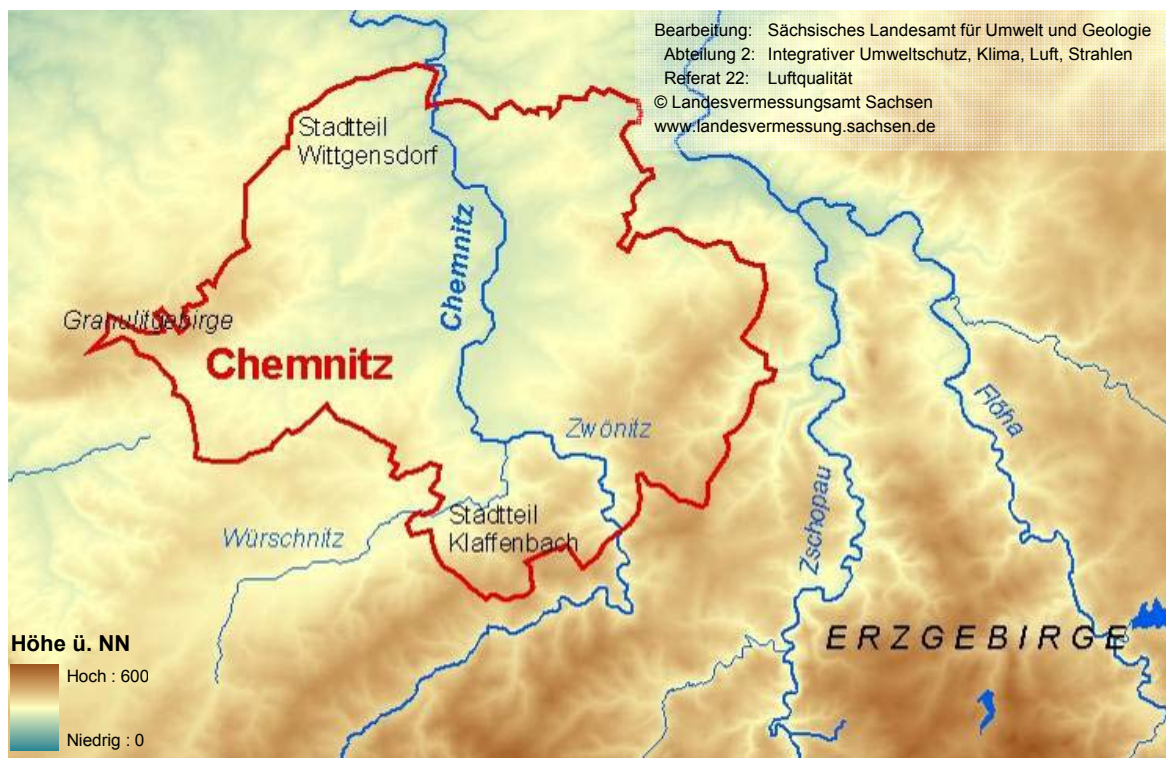 Bearbeitung: Sächsisches Landesamt für Umwelt und Geologie
Abteilung 2: Integrativer Umweltschutz, Klima, Luft, Strahlen
Referat 22: Luftqualität
© Landesvermessungsamt Sachsen
www.landesvermessung.sachsen.de
Stadtteil
Wittgensdorf
Chemnitz
Granulitgebirge
Chemnitz
Zwönitz
Flöha
Zschopau
Stadtteil
Klaffenbach
Würschnitz
ERZGEBIRGE
Höhe ü. NN
Hoch : 600
Niedrig : 0